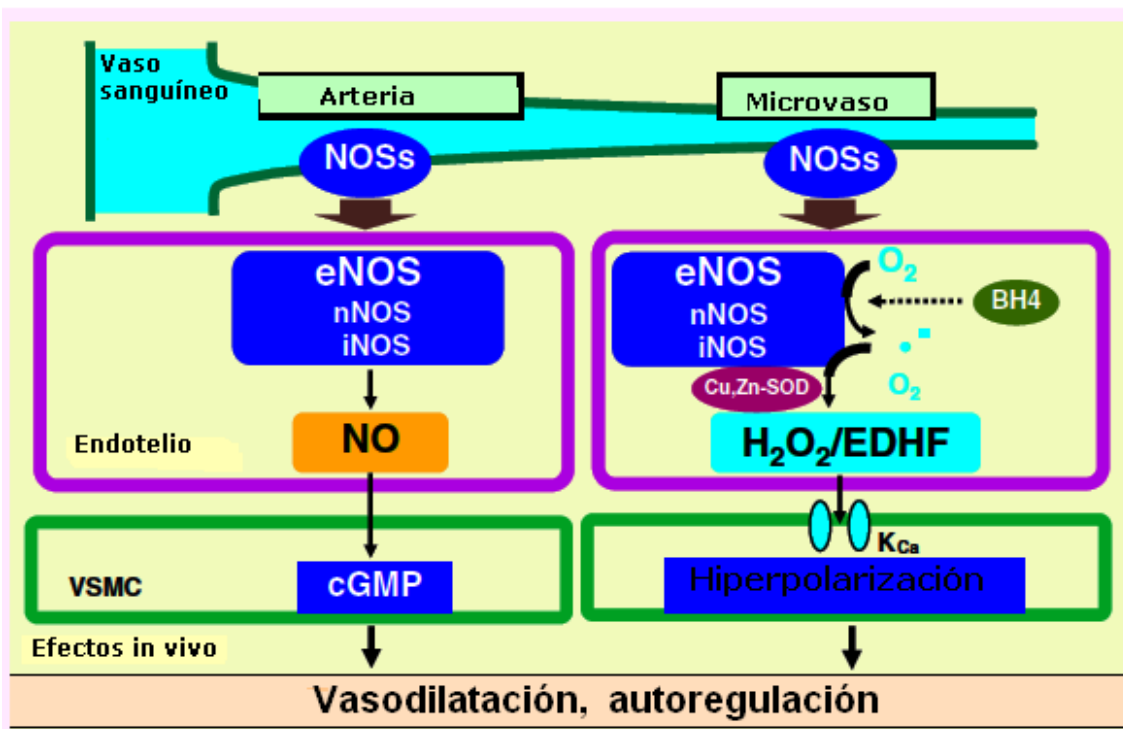 Vaso
sanguíneo
Arteria
Microvaso
NOSs
NOSs
eNOS
nNOS
iNOS
eNOS
nNOS
iNOS
O₂
BH4
•-
O₂
Cu,Zn-SOD
NO
H₂O₂/EDHF
Endotelio
KCa
VSMC
cGMP
Hiperpolarización
Efectos in vivo
Vasodilatación, autoregulación